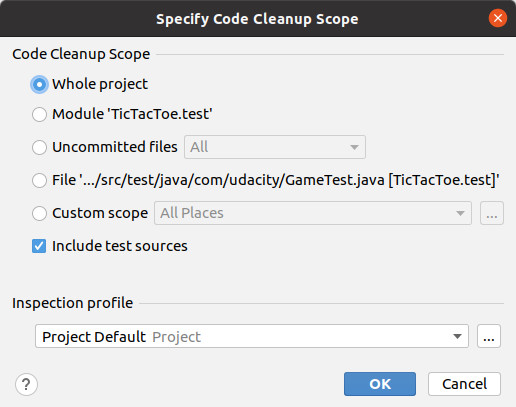 Specify Code Cleanup Scope
Code Cleanup Scope
Whole project
Module 'TicTacToe.test'
Uncommitted files All
File '.../src/test/java/com/udacity/GameTest.java [TicTacToe.test]'
Custom scope All Places ...
Include test sources
Inspection profile
Project Default Project ...
? OK Cancel